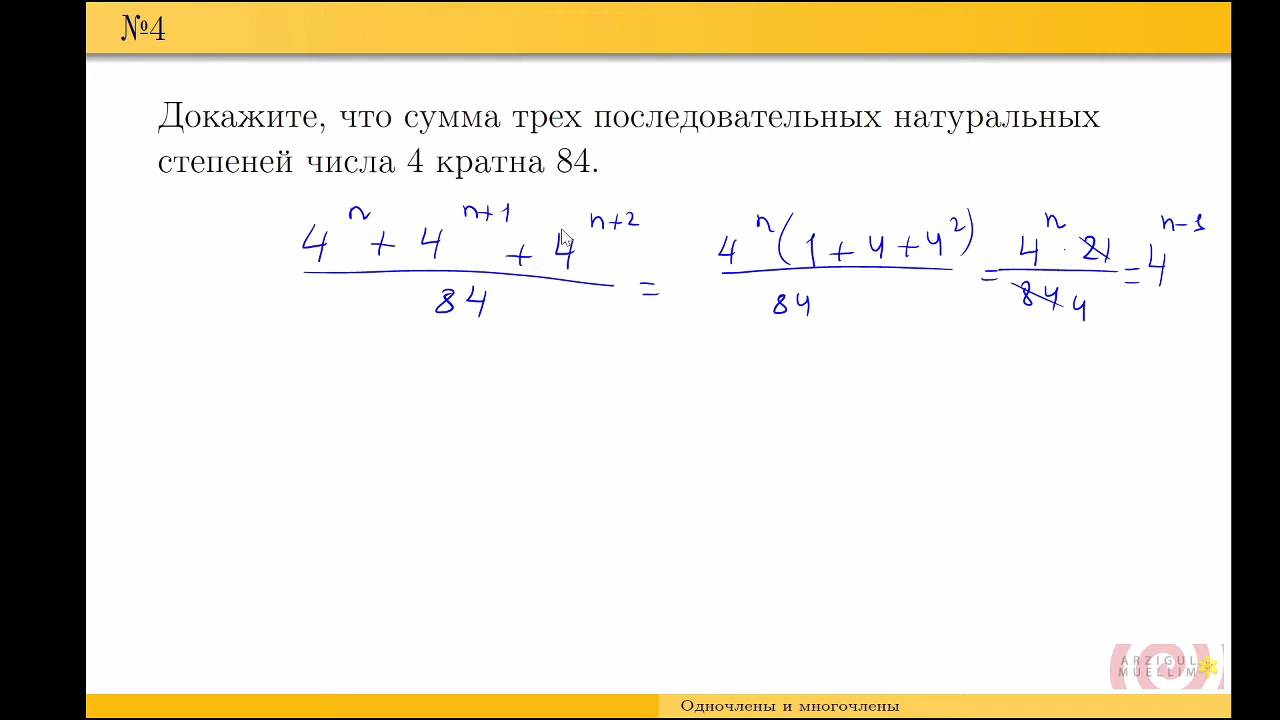 №4
Докажите, что сумма трех последовательных натуральных
степеней числа 4 кратна 84.
(4^n + 4^(n+1) + 4^(n+2)) / 84 = 4^n (1 + 4 + 4^2) / 84 = 4^n · 21 / 84 4 = 4^(n-1)
ARZIGUL
MUELLIM
Одночлены и многочлены